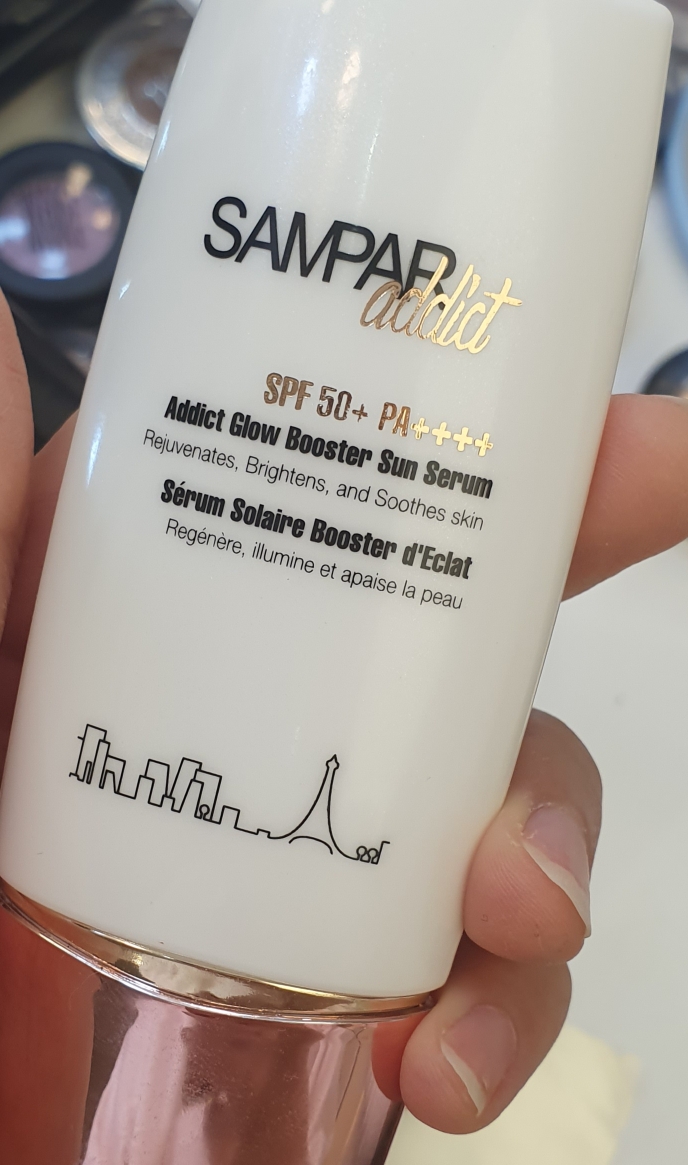 SAMPAR
addict
SPF 50+ PA++++
Addict Glow Booster Sun Serum
Rejuvenates, Brightens, and Soothes skin
Sérum Solaire Booster d'Eclat
Regénère, illumine et apaise la peau